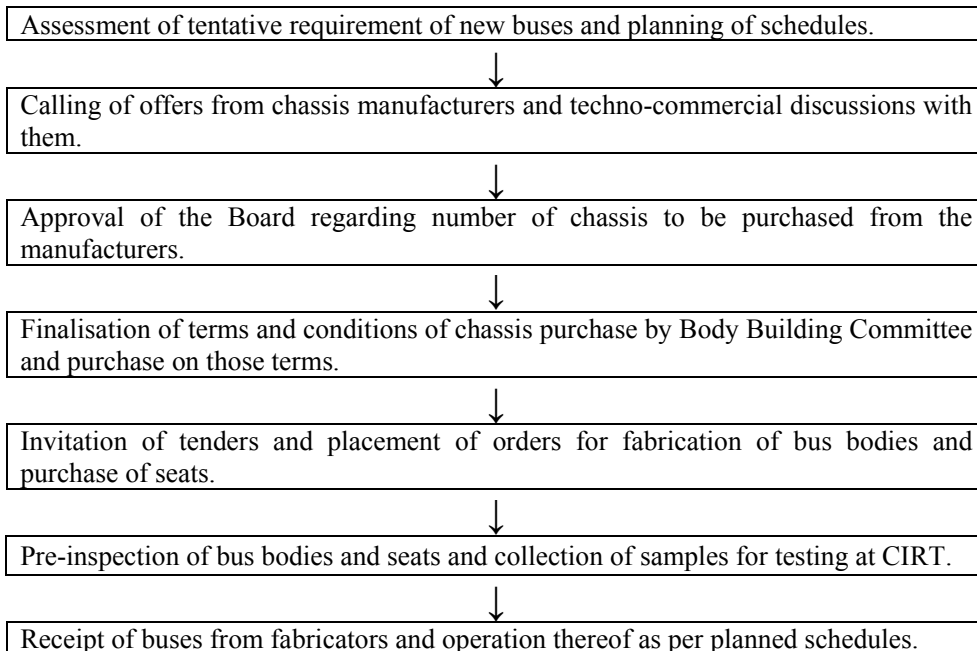 Assessment of tentative requirement of new buses and planning of schedules.
Calling of offers from chassis manufacturers and techno-commercial discussions with
them.
Approval of the Board regarding number of chassis to be purchased from the
manufacturers.
Finalisation of terms and conditions of chassis purchase by Body Building Committee
and purchase on those terms.
Invitation of tenders and placement of orders for fabrication of bus bodies and
purchase of seats.
Pre-inspection of bus bodies and seats and collection of samples for testing at CIRT.
Receipt of buses from fabricators and operation thereof as per planned schedules.